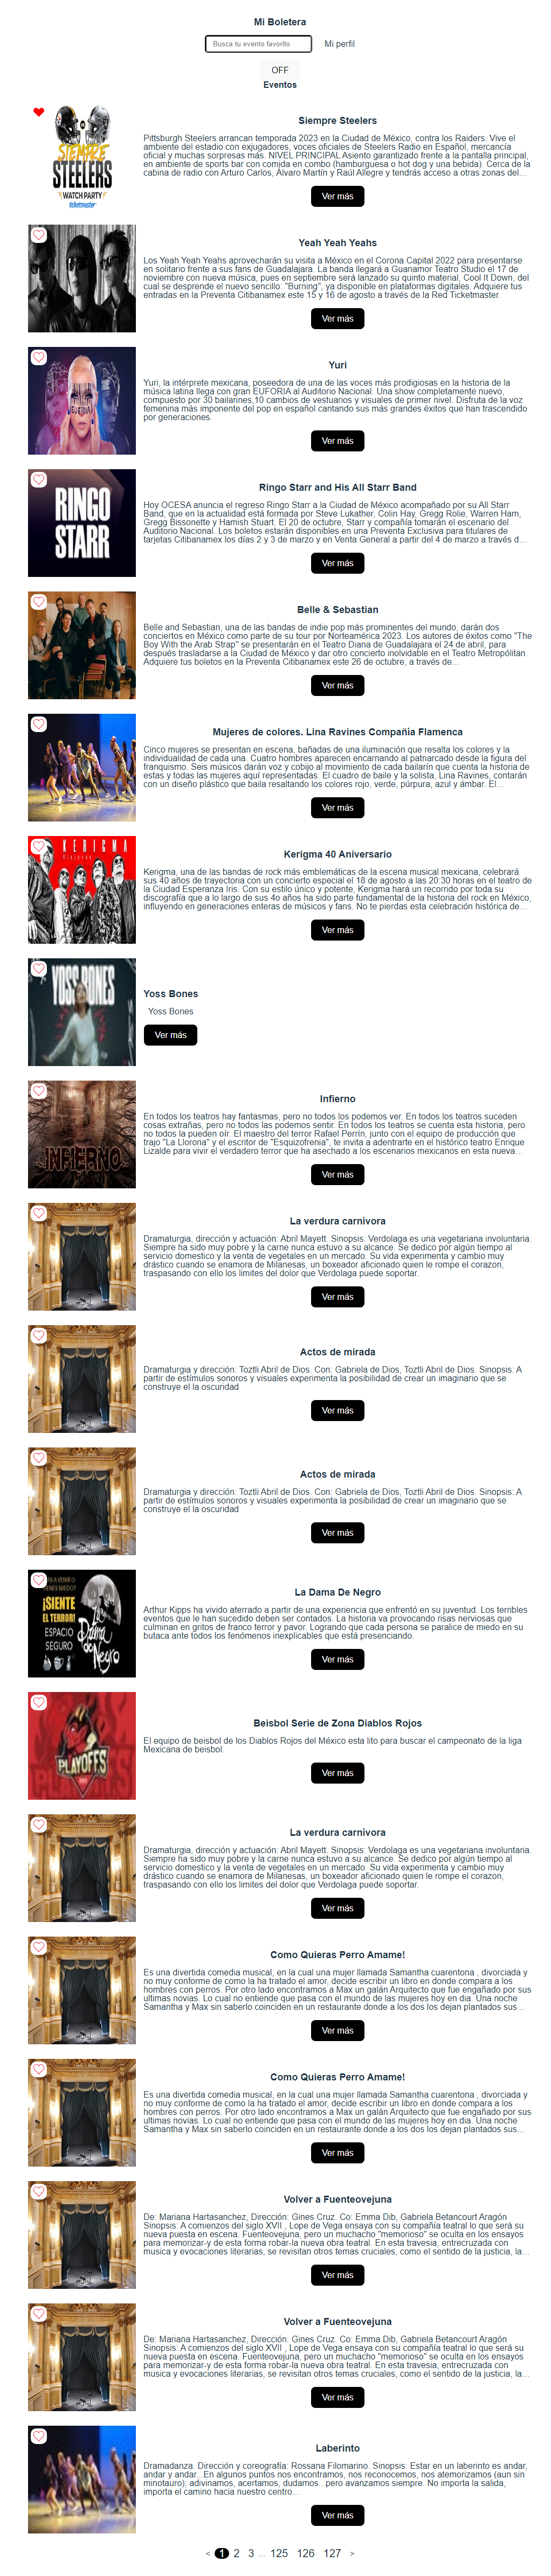 Mi Boletera
Busca tu evento favorito
Mi perfil
OFF
Eventos
SIEMPRE
STEELERS
WATCH PARTY
ticketmaster
Siempre Steelers
Pittsburgh Steelers arrancan temporada 2023 en la Ciudad de México, contra los Raiders. Vive el
ambiente del estadio con exjugadores, voces oficiales de Steelers Radio en Español, mercancía
oficial y muchas sorpresas más. NIVEL PRINCIPAL Asiento garantizado frente a la pantalla principal,
en ambiente de sports bar con comida en combo (hamburguesa o hot dog y una bebida). Cerca de la
cabina de radio con Arturo Carlos, Álvaro Martín y Raúl Allegre y tendrás acceso a otras zonas del...
Ver más
Yeah Yeah Yeahs
Los Yeah Yeah Yeahs aprovecharán su visita a México en el Corona Capital 2022 para presentarse
en solitario frente a sus fans de Guadalajara. La banda llegará a Guanamor Teatro Studio el 17 de
noviembre con nueva música, pues en septiembre será lanzado su quinto material, Cool It Down, del
cual se desprende el nuevo sencillo: "Burning", ya disponible en plataformas digitales. Adquiere tus
entradas en la Preventa Citibanamex este 15 y 16 de agosto a través de la Red Ticketmaster.
Ver más
EUFORIA
Yuri
Yuri, la intérprete mexicana, poseedora de una de las voces más prodigiosas en la historia de la
música latina llega con gran EUFORIA al Auditorio Nacional. Una show completamente nuevo,
compuesto por 30 bailarines,10 cambios de vestuarios y visuales de primer nivel. Disfruta de la voz
femenina más imponente del pop en español cantando sus más grandes éxitos que han trascendido
por generaciones.
Ver más
RINGO
STARR
Ringo Starr and His All Starr Band
Hoy OCESA anuncia el regreso Ringo Starr a la Ciudad de México acompañado por su All Starr
Band, que en la actualidad está formada por Steve Lukather, Colin Hay, Gregg Rolie, Warren Ham,
Gregg Bissonette y Hamish Stuart. El 20 de octubre, Starr y compañía tomarán el escenario del
Auditorio Nacional. Los boletos estarán disponibles en una Preventa Exclusiva para titulares de
tarjetas Citibanamex los días 2 y 3 de marzo y en Venta General a partir del 4 de marzo a través d...
Ver más
Belle & Sebastian
Belle and Sebastian, una de las bandas de indie pop más prominentes del mundo, darán dos
conciertos en México como parte de su tour por Norteamérica 2023. Los autores de éxitos como "The
Boy With the Arab Strap" se presentarán en el Teatro Diana de Guadalajara el 24 de abril, para
después trasladarse a la Ciudad de México y dar otro concierto inolvidable en el Teatro Metropólitan.
Adquiere tus boletos en la Preventa Citibanamex este 26 de octubre, a través de...
Ver más
Mujeres de colores. Lina Ravines Compañia Flamenca
Cinco mujeres se presentan en escena, bañadas de una iluminación que resalta los colores y la
individualidad de cada una. Cuatro hombres aparecen encarnando al patriarcado desde la figura del
franquismo. Seis músicos darán voz y cobijo al movimiento de cada bailarín que cuenta la historia de
estas y todas las mujeres aquí representadas. El cuadro de baile y la solista, Lina Ravines, contarán
con un diseño plástico que baila resaltando los colores rojo, verde, púrpura, azul y ámbar. El...
Ver más
KERIGMA
Kerigma 40 Aniversario
Kerigma, una de las bandas de rock más emblemáticas de la escena musical mexicana, celebrará
sus 40 años de trayectoria con un concierto especial el 18 de agosto a las 20:30 horas en el teatro de
la Ciudad Esperanza Iris. Con su estilo único y potente, Kerigma hará un recorrido por toda su
discografía que a lo largo de sus 4o años ha sido parte fundamental de la historia del rock en México,
influyendo en generaciones enteras de músicos y fans. No te pierdas esta celebración histórica de...
Ver más
YOSS BONES
Yoss Bones
Yoss Bones
Ver más
INFIERNO
Infierno
En todos los teatros hay fantasmas, pero no todos los podemos ver. En todos los teatros suceden
cosas extrañas, pero no todos las podemos sentir. En todos los teatros se cuenta esta historia, pero
no todos la pueden oír. El maestro del terror Rafael Perrín, junto con el equipo de producción que
trajo "La Llorona" y el escritor de "Esquizofrenia", te invita a adentrarte en el histórico teatro Enrique
Lizalde para vivir el verdadero terror que ha asechado a los escenarios mexicanos en esta nueva...
Ver más
La verdura carnívora
Dramaturgia, dirección y actuación: Abril Mayett. Sinopsis: Verdolaga es una vegetariana involuntaria.
Siempre ha sido muy pobre y la carne nunca estuvo a su alcance. Se dedico por algún tiempo al
servicio domestico y la venta de vegetales en un mercado. Su vida experimenta y cambio muy
drástico cuando se enamora de Milanesas, un boxeador aficionado quien le rompe el corazon,
traspasando con ello los limites del dolor que Verdolaga puede soportar.
Ver más
Actos de mirada
Dramaturgia y dirección: Toztli Abril de Dios. Con: Gabriela de Dios, Toztli Abril de Dios. Sinopsis: A
partir de estímulos sonoros y visuales experimenta la posibilidad de crear un imaginario que se
construye el la oscuridad
Ver más
Actos de mirada
Dramaturgia y dirección: Toztli Abril de Dios. Con: Gabriela de Dios, Toztli Abril de Dios. Sinopsis: A
partir de estímulos sonoros y visuales experimenta la posibilidad de crear un imaginario que se
construye el la oscuridad
Ver más
¡SIENTE
EL TERROR!
ESPACIO
SEGURO
Dama
de Negro
La Dama De Negro
Arthur Kipps ha vivido aterrado a partir de una experiencia que enfrentó en su juventud. Los terribles
eventos que le han sucedido deben ser contados. La historia va provocando risas nerviosas que
culminan en gritos de franco terror y pavor. Logrando que cada persona se paralice de miedo en su
butaca ante todos los fenómenos inexplicables que está presenciando.
Ver más
PLAYOFFS
Beisbol Serie de Zona Diablos Rojos
El equipo de beisbol de los Diablos Rojos del México esta lito para buscar el campeonato de la liga
Mexicana de beisbol.
Ver más
La verdura carnívora
Dramaturgia, dirección y actuación: Abril Mayett. Sinopsis: Verdolaga es una vegetariana involuntaria.
Siempre ha sido muy pobre y la carne nunca estuvo a su alcance. Se dedico por algún tiempo al
servicio domestico y la venta de vegetales en un mercado. Su vida experimenta y cambio muy
drástico cuando se enamora de Milanesas, un boxeador aficionado quien le rompe el corazon,
traspasando con ello los limites del dolor que Verdolaga puede soportar.
Ver más
Como Quieras Perro Amame!
Es una divertida comedia musical, en la cual una mujer llamada Samantha cuarentona , divorciada y
no muy conforme de como la ha tratado el amor, decide escribir un libro en donde compara a los
hombres con perros. Por otro lado encontramos a Max un galán Arquitecto que fue engañado por sus
ultimas novias. Lo cual no entiende que pasa con el mundo de las mujeres hoy en dia. Una noche
Samantha y Max sin saberlo coinciden en un restaurante donde a los dos los dejan plantados sus...
Ver más
Como Quieras Perro Amame!
Es una divertida comedia musical, en la cual una mujer llamada Samantha cuarentona , divorciada y
no muy conforme de como la ha tratado el amor, decide escribir un libro en donde compara a los
hombres con perros. Por otro lado encontramos a Max un galán Arquitecto que fue engañado por sus
ultimas novias. Lo cual no entiende que pasa con el mundo de las mujeres hoy en dia. Una noche
Samantha y Max sin saberlo coinciden en un restaurante donde a los dos los dejan plantados sus...
Ver más
Volver a Fuenteovejuna
De: Mariana Hartasanchez, Dirección: Gines Cruz. Co: Emma Dib, Gabriela Betancourt Aragón
Sinopsis: A comienzos del siglo XVII , Lope de Vega ensaya con su compañía teatral lo que será su
nueva puesta en escena. Fuenteovejuna, pero un muchacho "memorioso" se oculta en los ensayos
para memorizar-y de esta forma robar-la nueva obra teatral. En esta travesia, entrecruzada con
musica y evocaciones literarias, se revisitan otros temas cruciales, como el sentido de la justicia, la...
Ver más
Volver a Fuenteovejuna
De: Mariana Hartasanchez, Dirección: Gines Cruz. Co: Emma Dib, Gabriela Betancourt Aragón
Sinopsis: A comienzos del siglo XVII , Lope de Vega ensaya con su compañía teatral lo que será su
nueva puesta en escena. Fuenteovejuna, pero un muchacho "memorioso" se oculta en los ensayos
para memorizar-y de esta forma robar-la nueva obra teatral. En esta travesia, entrecruzada con
musica y evocaciones literarias, se revisitan otros temas cruciales, como el sentido de la justicia, la...
Ver más
Laberinto
Dramadanza. Dirección y coreografía: Rossana Filomarino. Sinopsis: Estar en un laberinto es andar,
andar y andar...En algunos puntos nos encontramos, nos reconocemos, nos atemorizamos (aun sin
minotauro); adivinamos, acertamos, dudamos...pero avanzamos siempre. No importa la salida,
importa el camino hacia nuestro centro...
Ver más
< 1 2 3 ... 125 126 127 >